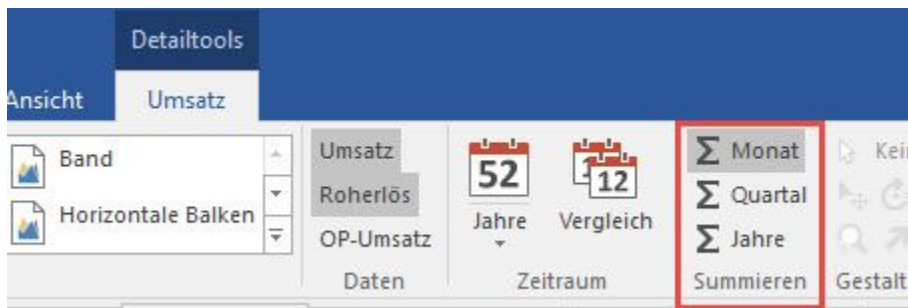 Detailtools
Ansicht
Umsatz
Band
Horizontale Balken
Umsatz
Roherlös
OP-Umsatz
Daten
52
Jahre
12
Vergleich
Zeitraum
Σ Monat
Σ Quartal
Σ Jahre
Summieren
Gestalt